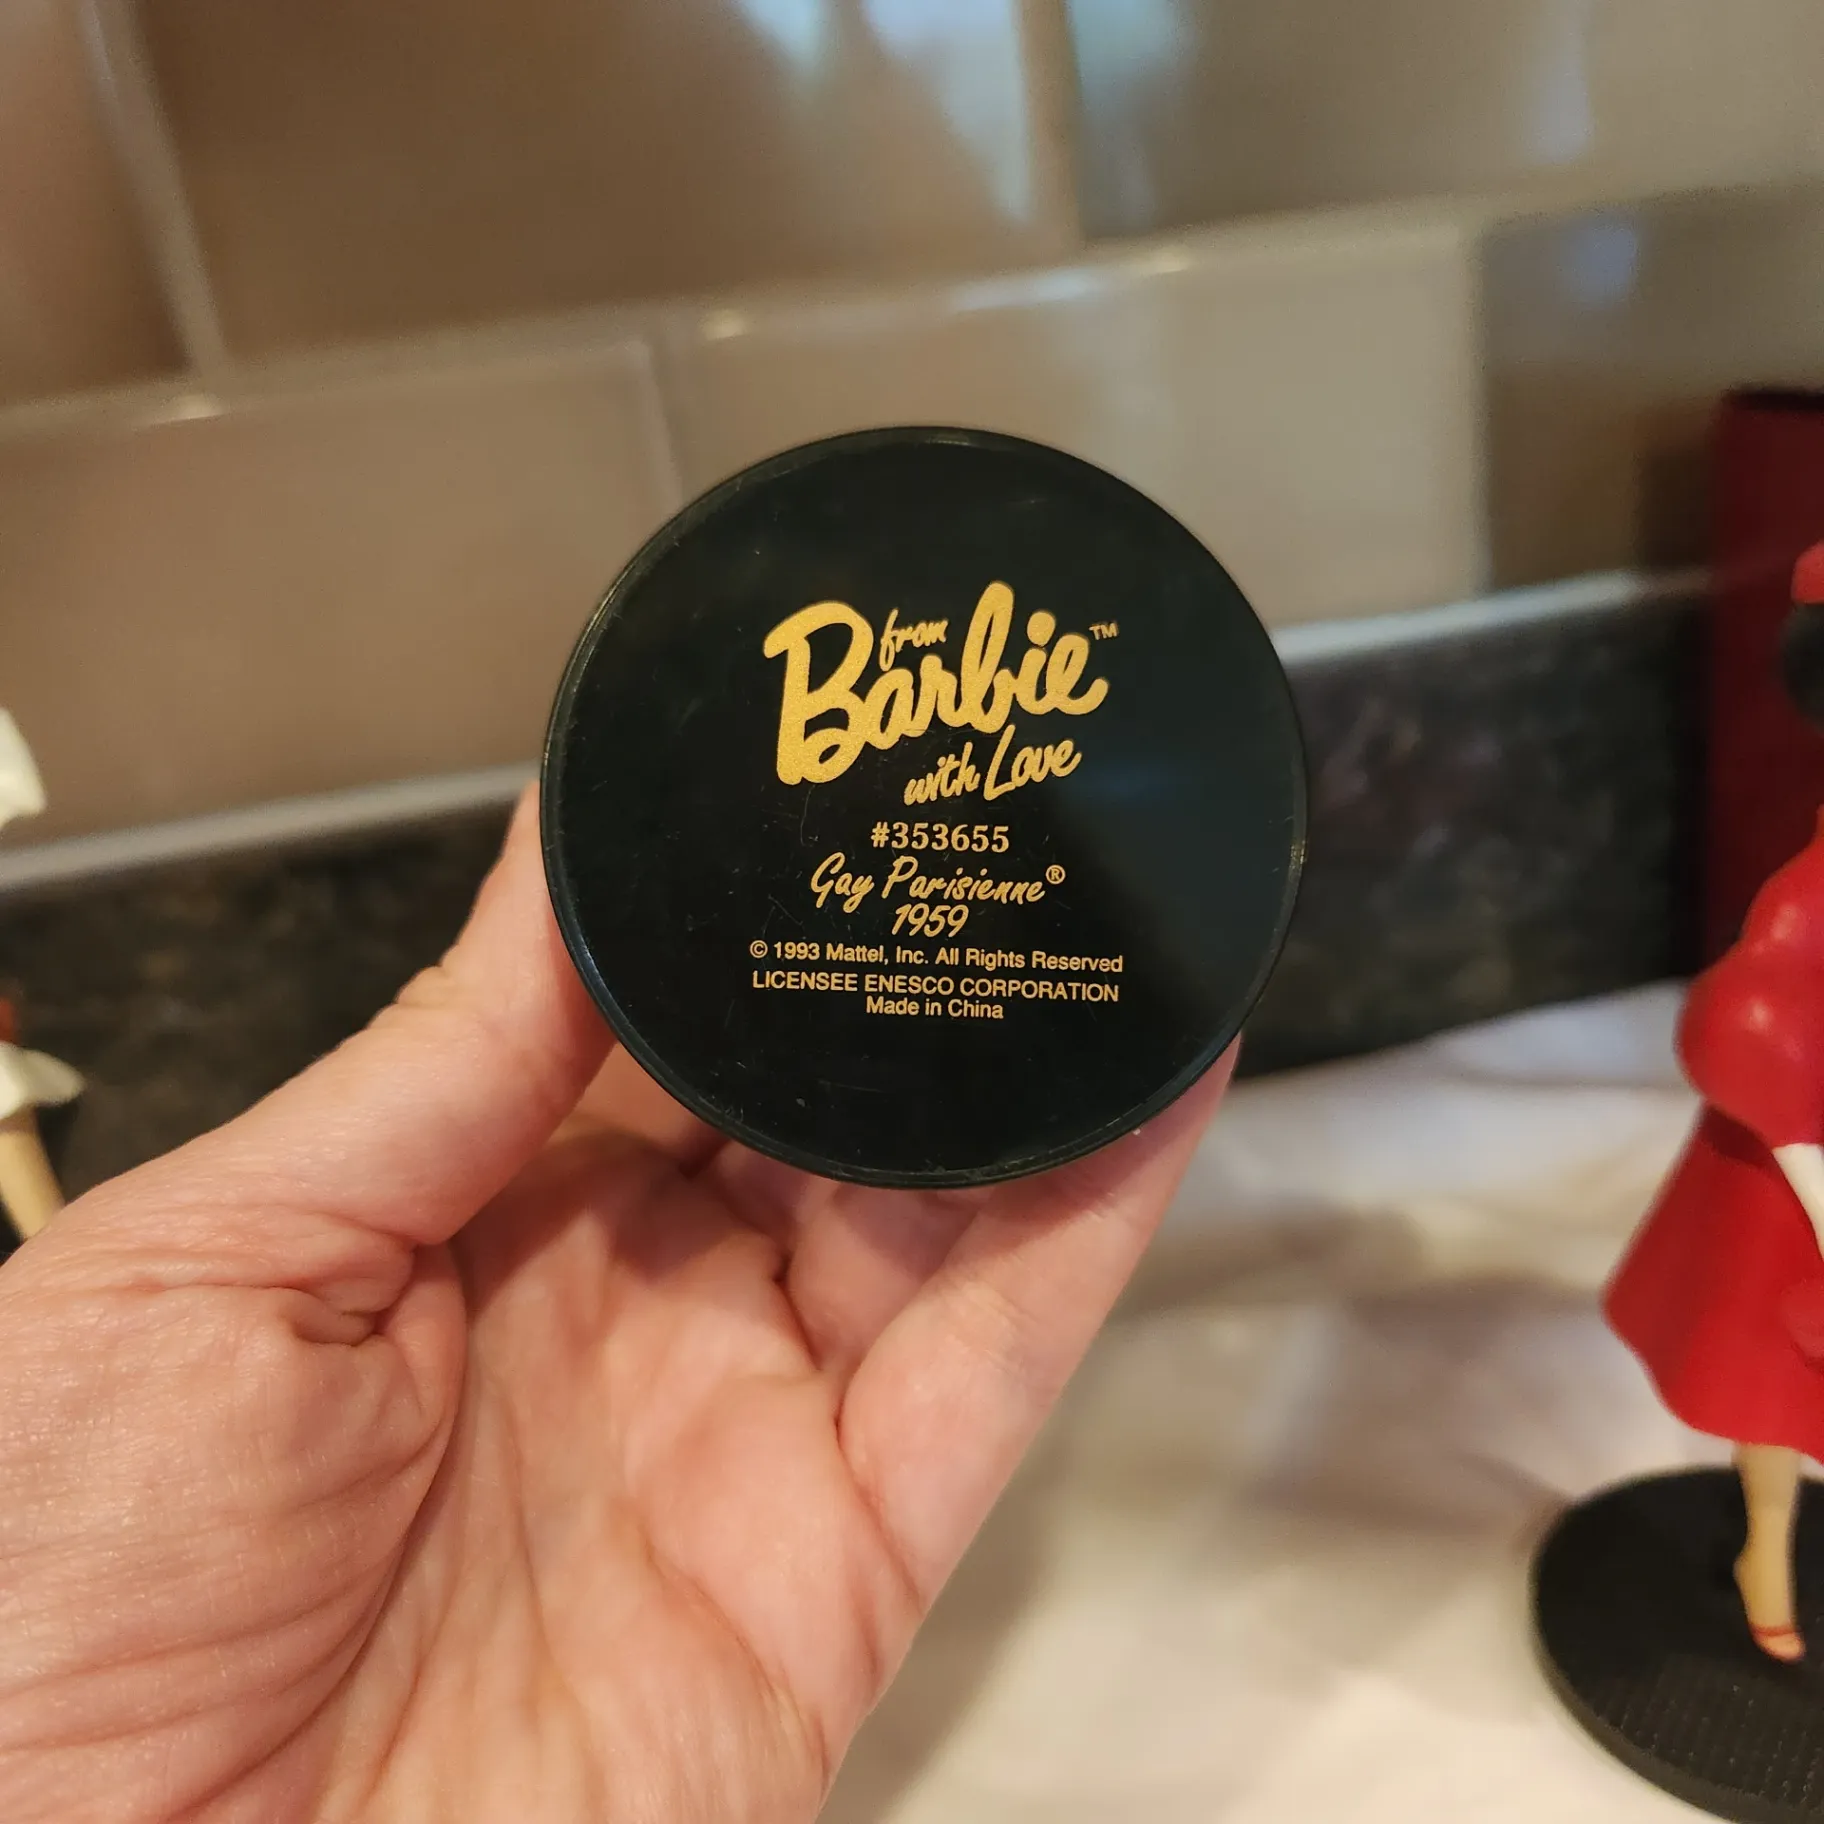 from
Barbie™
with Love
#353655
Gay Parisienne®
1959
© 1993 Mattel, Inc. All Rights Reserved
LICENSEE ENESCO CORPORATION
Made in China